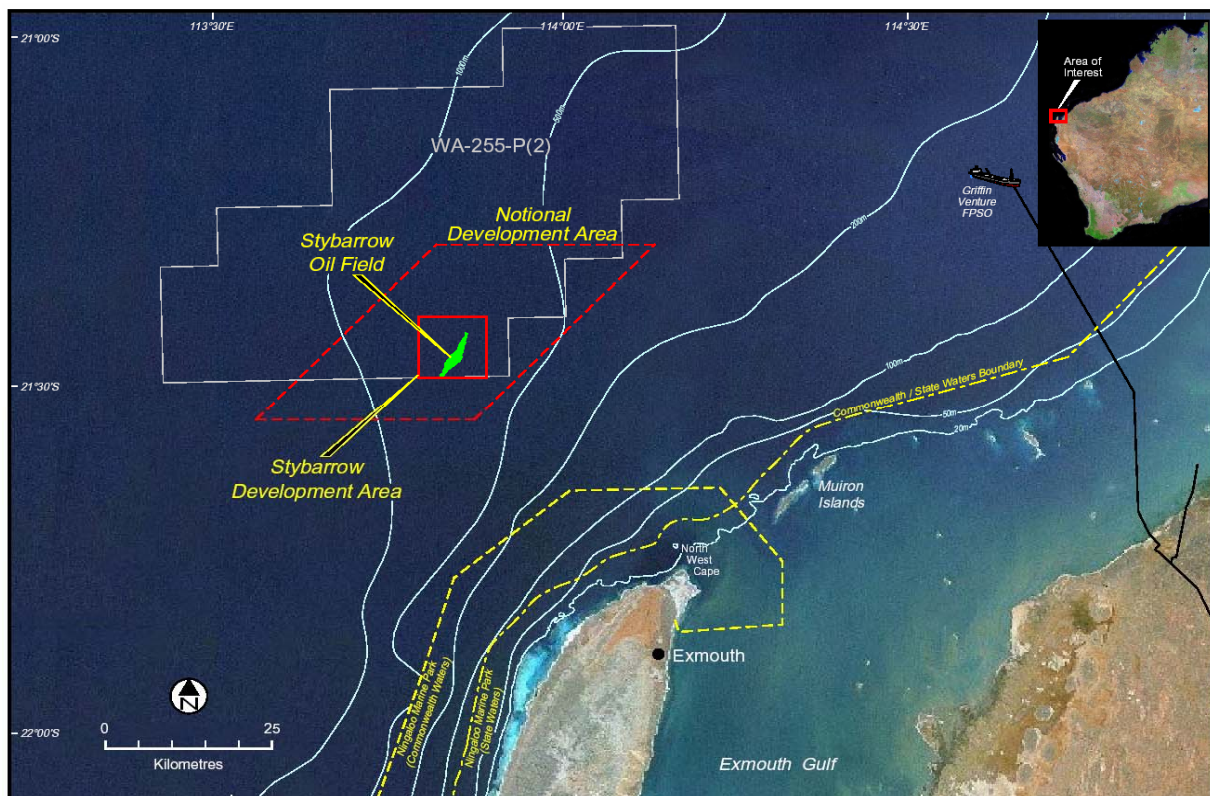 113°30'E
114°00'E
114°30'E
21°00'S
21°30'S
22°00'S
1000m
500m
200m
100m
50m
20m
Area of
Interest
WA-255-P(2)
Griffin
Venture
FPSO
Notional
Development Area
Stybarrow
Oil Field
Stybarrow
Development Area
Commonwealth / State Waters Boundary
Muiron
Islands
North
West
Cape
Exmouth
Ningaloo Marine Park
(Commonwealth Waters)
Ningaloo Marine Park
(State Waters)
N
0
25
Kilometres
Exmouth Gulf